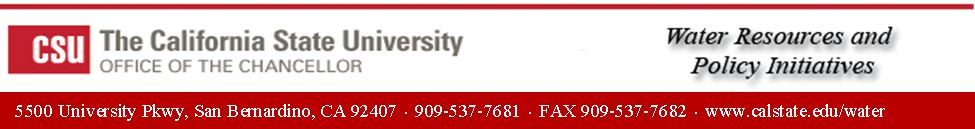 CSU The California State University
OFFICE OF THE CHANCELLOR
Water Resources and
Policy Initiatives
5500 University Pkwy, San Bernardino, CA 92407 · 909-537-7681 · FAX 909-537-7682 · www.calstate.edu/water